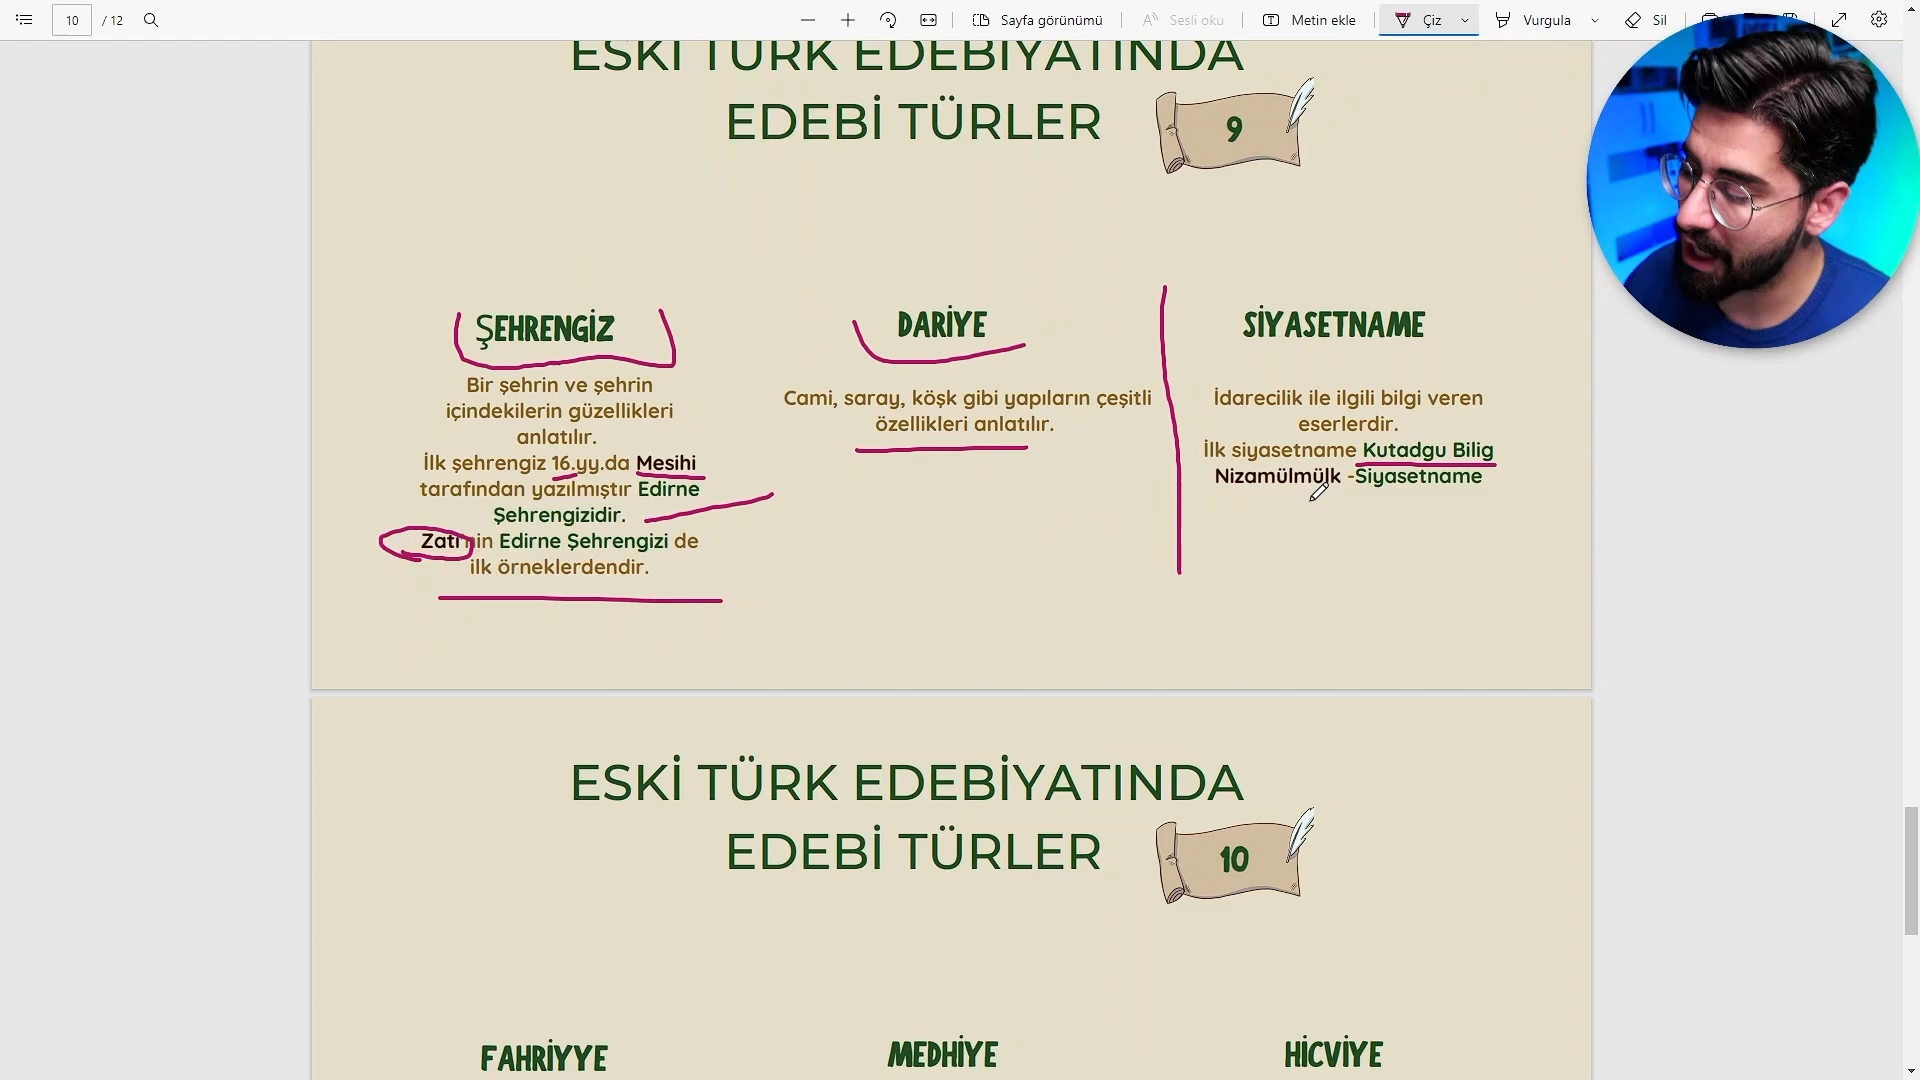 10 / 12 Sayfa görünümü Sesli oku Metin ekle Çiz Vurgula Sil
ESKİ TÜRK EDEBİYATINDA
EDEBİ TÜRLER
9
ŞEHRENGİZ
Bir şehrin ve şehrin
içindekilerin güzellikleri
anlatılır.
İlk şehrengiz 16.yy.da Mesihi
tarafından yazılmıştır Edirne
Şehrengizidir.
Zati'nin Edirne Şehrengizi de
ilk örneklerdendir.
DARİYE
Cami, saray, köşk gibi yapıların çeşitli
özellikleri anlatılır.
SİYASETNAME
İdarecilik ile ilgili bilgi veren
eserlerdir.
İlk siyasetname Kutadgu Bilig
Nizamülmülk -Siyasetname
ESKİ TÜRK EDEBİYATINDA
EDEBİ TÜRLER
10
FAHRİYYE
MEDHİYE
HİCVİYE